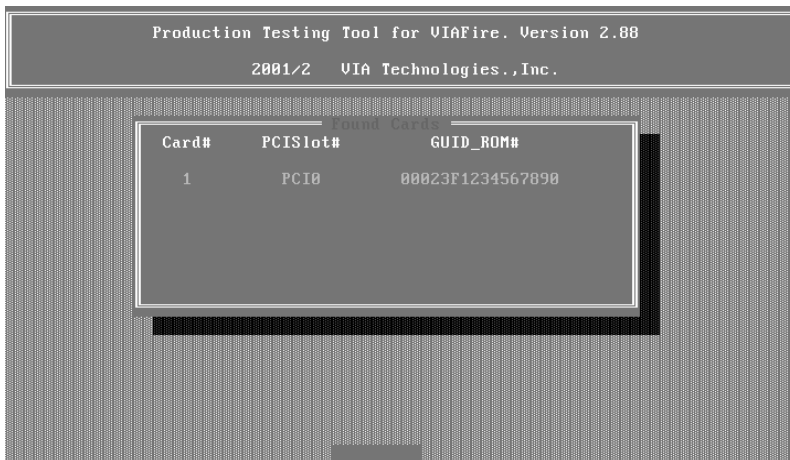 Production Testing Tool for VIAFire. Version 2.88
2001/2 VIA Technologies.,Inc.
Found Cards
Card# PCISlot# GUID_ROM#
1 PCI0 00023F1234567890